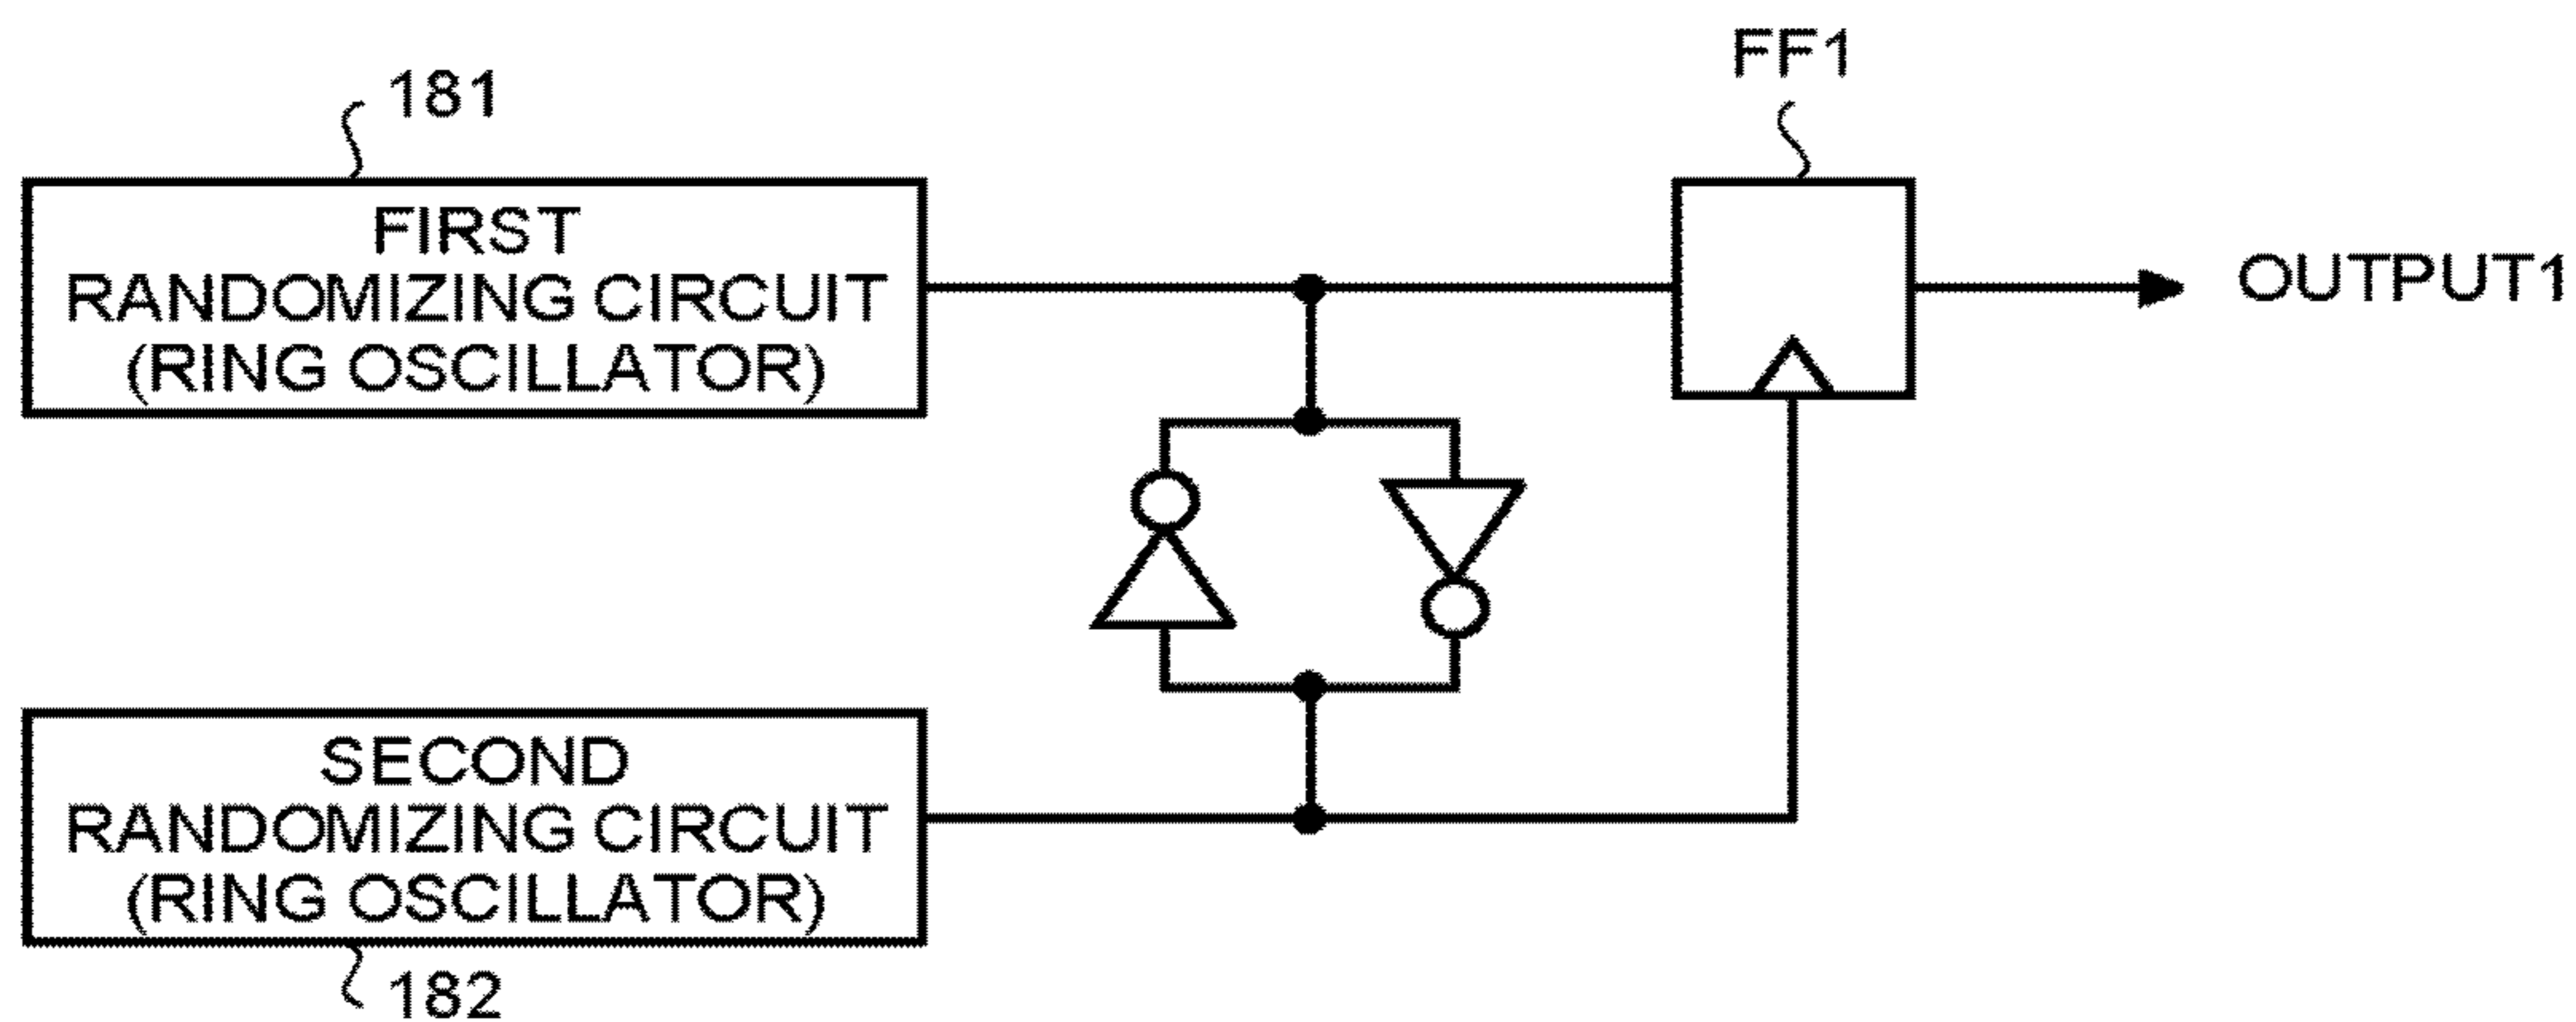 181
FF1
FIRST
RANDOMIZING CIRCUIT
(RING OSCILLATOR)
OUTPUT1
SECOND
RANDOMIZING CIRCUIT
(RING OSCILLATOR)
182